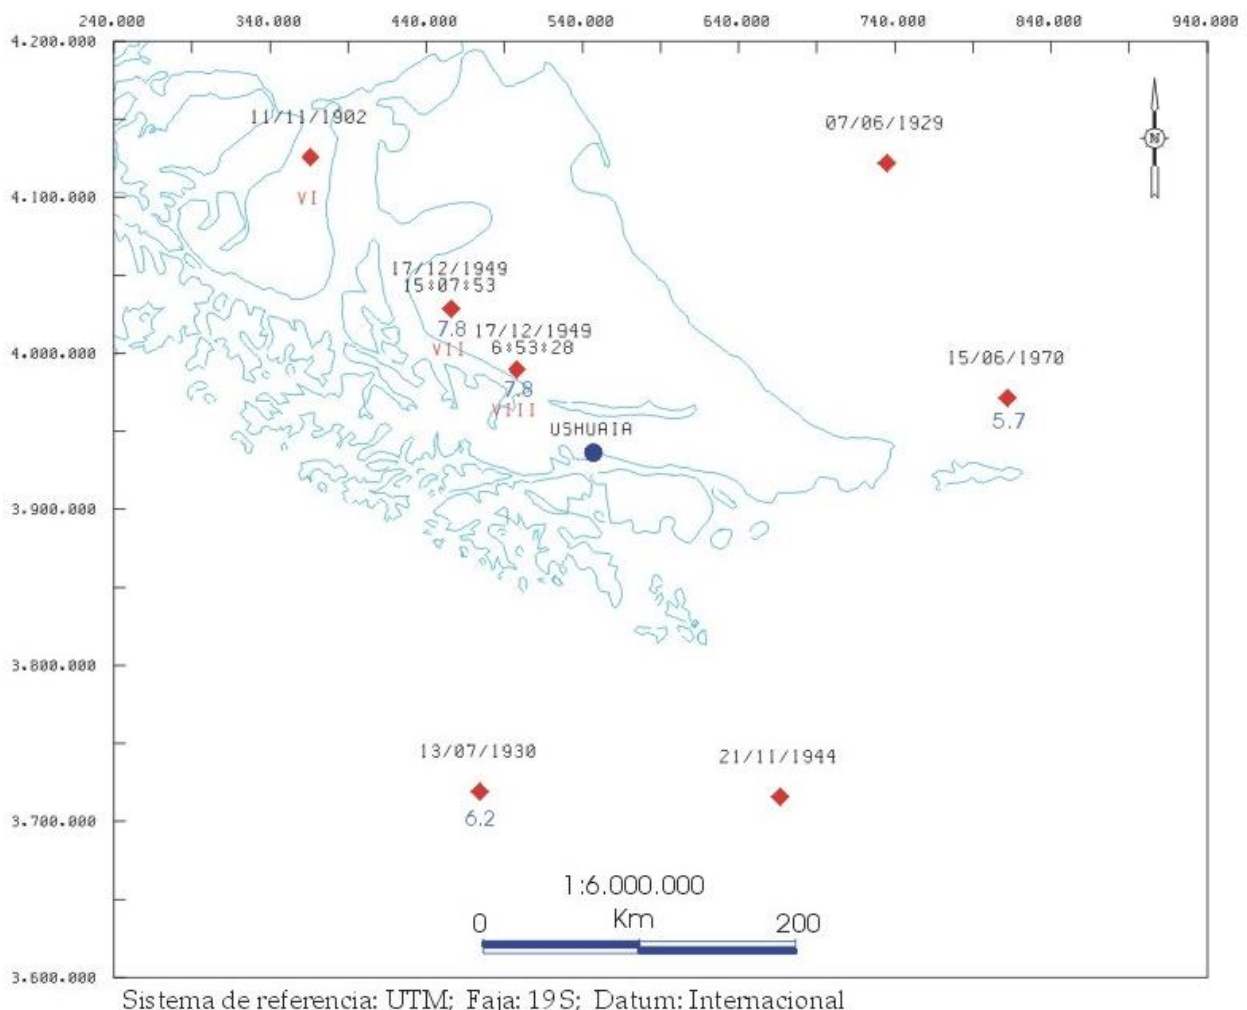 240.000 340.000 440.000 540.000 640.000 740.000 840.000 940.000
4.200.000
11/11/1902
07/06/1929
N
4.100.000
VI
17/12/1949
15:07:53
7.8
17/12/1949
VII
6:53:28
4.000.000
15/06/1970
7.8
VIII
5.7
USHUAIA
3.900.000
3.800.000
13/07/1930
21/11/1944
6.2
3.700.000
1:6.000.000
0 Km 200
3.600.000
Sistema de referencia: UTM; Faja: 19S; Datum: Internacional